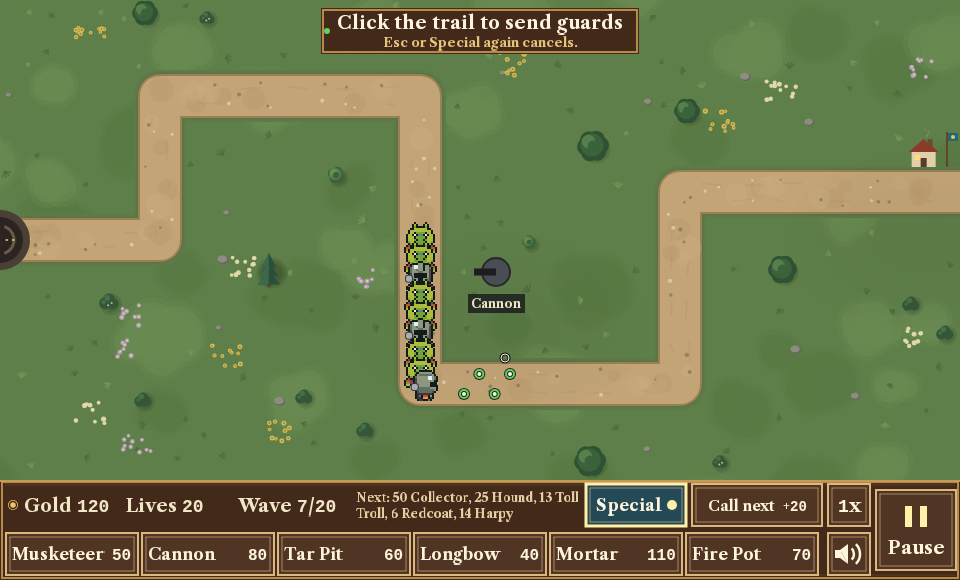 Click the trail to send guards
Esc or Special again cancels.
Cannon
Gold 120
Lives 20
Wave 7/20
Next: 50 Collector, 25 Hound, 13 Toll
Troll, 6 Redcoat, 14 Harpy
Special
Call next +20
1x
Pause
Musketeer 50
Cannon 80
Tar Pit 60
Longbow 40
Mortar 110
Fire Pot 70